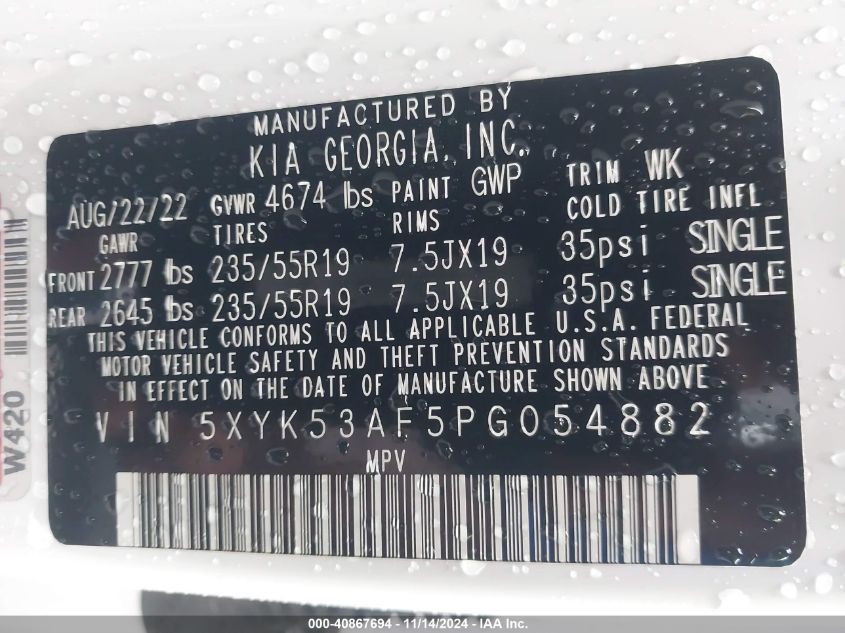 MANUFACTURED BY
KIA GEORGIA, INC.
AUG/22/22 GVWR 4674 lbs PAINT GWP TRIM WK
GAWR TIRES RIMS COLD TIRE INFL
FRONT 2777 lbs 235/55R19 7.5JX19 35psi SINGLE
REAR 2645 lbs 235/55R19 7.5JX19 35psi SINGLE
THIS VEHICLE CONFORMS TO ALL APPLICABLE U.S.A. FEDERAL
MOTOR VEHICLE SAFETY AND THEFT PREVENTION STANDARDS
IN EFFECT ON THE DATE OF MANUFACTURE SHOWN ABOVE
VIN 5XYK53AF5PG054882
MPV
W420
000-40867694 - 11/14/2024 - IAA Inc.